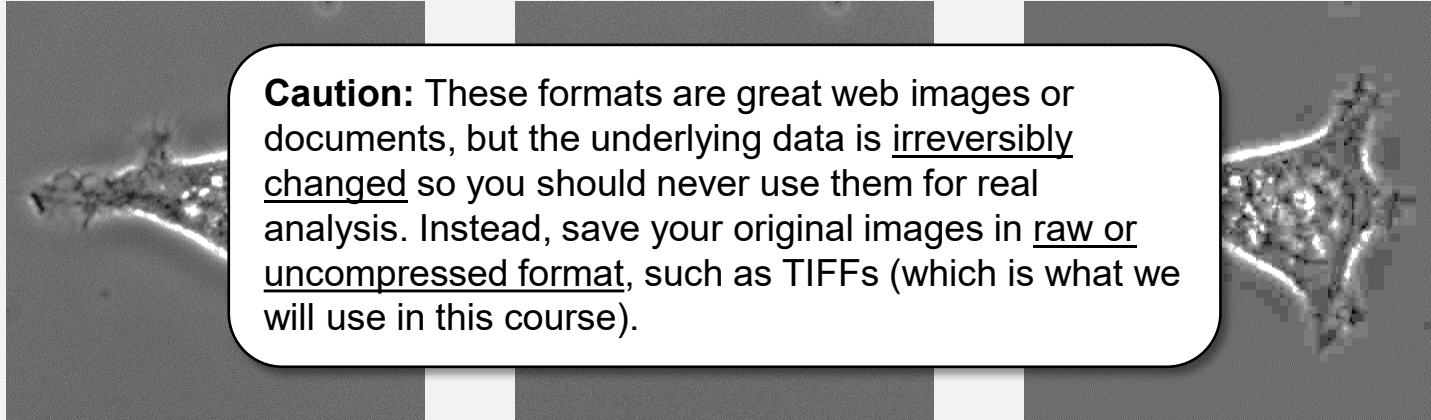 Caution: These formats are great web images or
documents, but the underlying data is irreversibly
changed so you should never use them for real
analysis. Instead, save your original images in raw or
uncompressed format, such as TIFFs (which is what we
will use in this course).